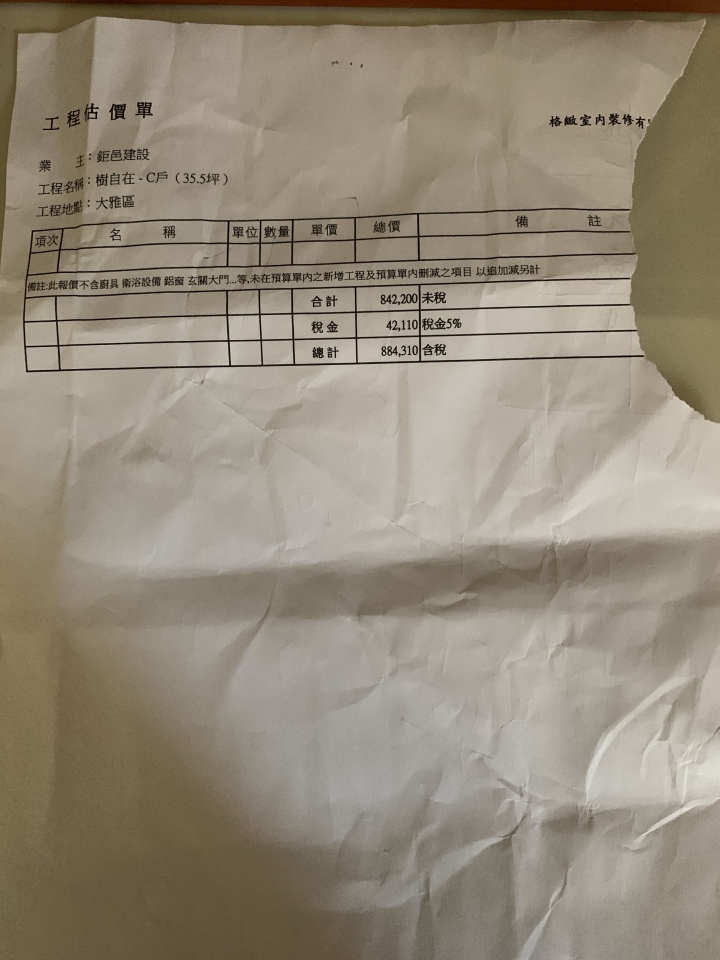 工程估價單
格緻室內裝修有
業 主：鉅邑建設
工程名稱：樹自在 - C戶（35.5坪）
工程地點：大雅區
項次 名 稱 單位 數量 單價 總價 備 註
備註:此報價不含廚具 衛浴設備 鋁窗 玄關大門...等,未在預算單內之新增工程及預算單內刪減之項目 以追加減另計
合計 842,200 未稅
稅金 42,110 稅金5%
總計 884,310 含稅